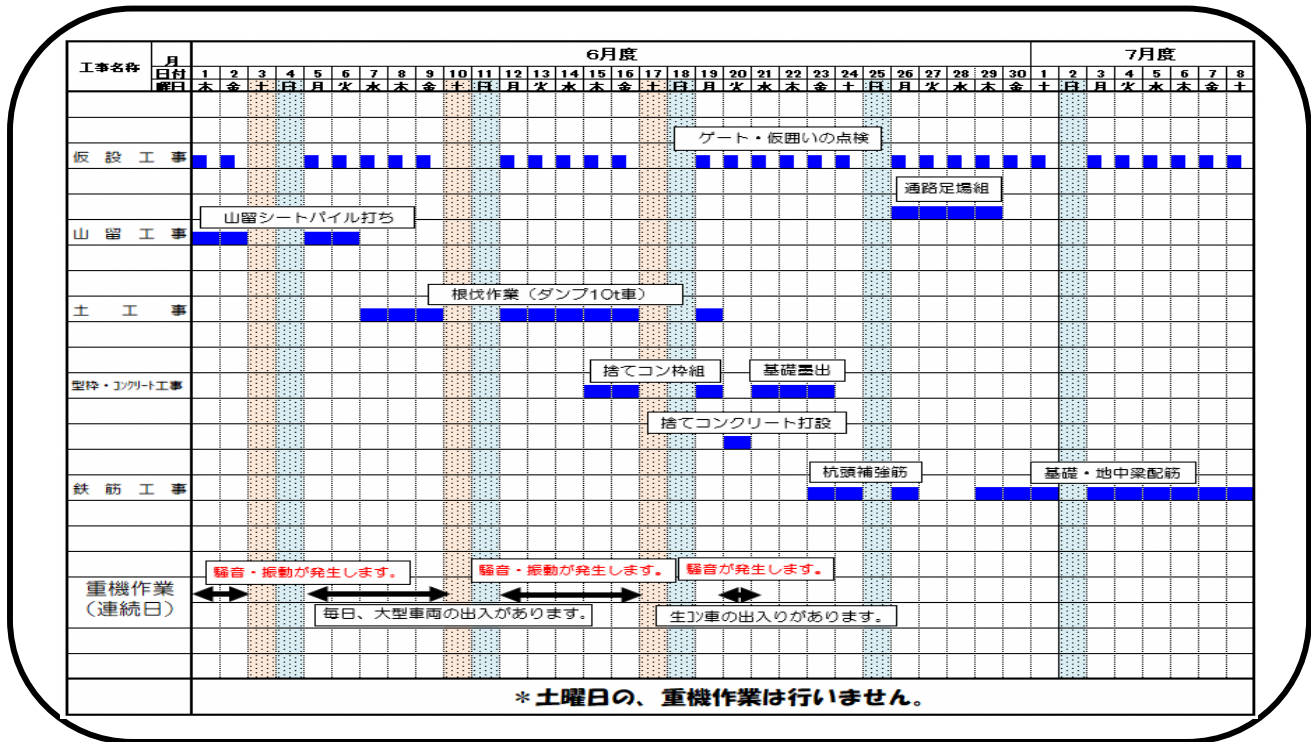 工事名称 月 6月度 7月度
日付 1 2 3 4 5 6 7 8 9 10 11 12 13 14 15 16 17 18 19 20 21 22 23 24 25 26 27 28 29 30 1 2 3 4 5 6 7 8
曜日 木 金 土 日 月 火 水 木 金 土 日 月 火 水 木 金 土 日 月 火 水 木 金 土 日 月 火 水 木 金 土 日 月 火 水 木 金 土
ゲート・仮囲いの点検
仮設工事
通路足場組
山留シートパイル打ち
山留工事
根伐作業（ダンプ10t車）
土工事
捨てコン枠組 基礎墨出
型枠・コンクリート工事
捨てコンクリート打設
杭頭補強筋 基礎・地中梁配筋
鉄筋工事
騒音・振動が発生します。 騒音・振動が発生します。 騒音が発生します。
重機作業
（連続日）
毎日、大型車両の出入があります。 生コン車の出入りがあります。
＊土曜日の、重機作業は行いません。